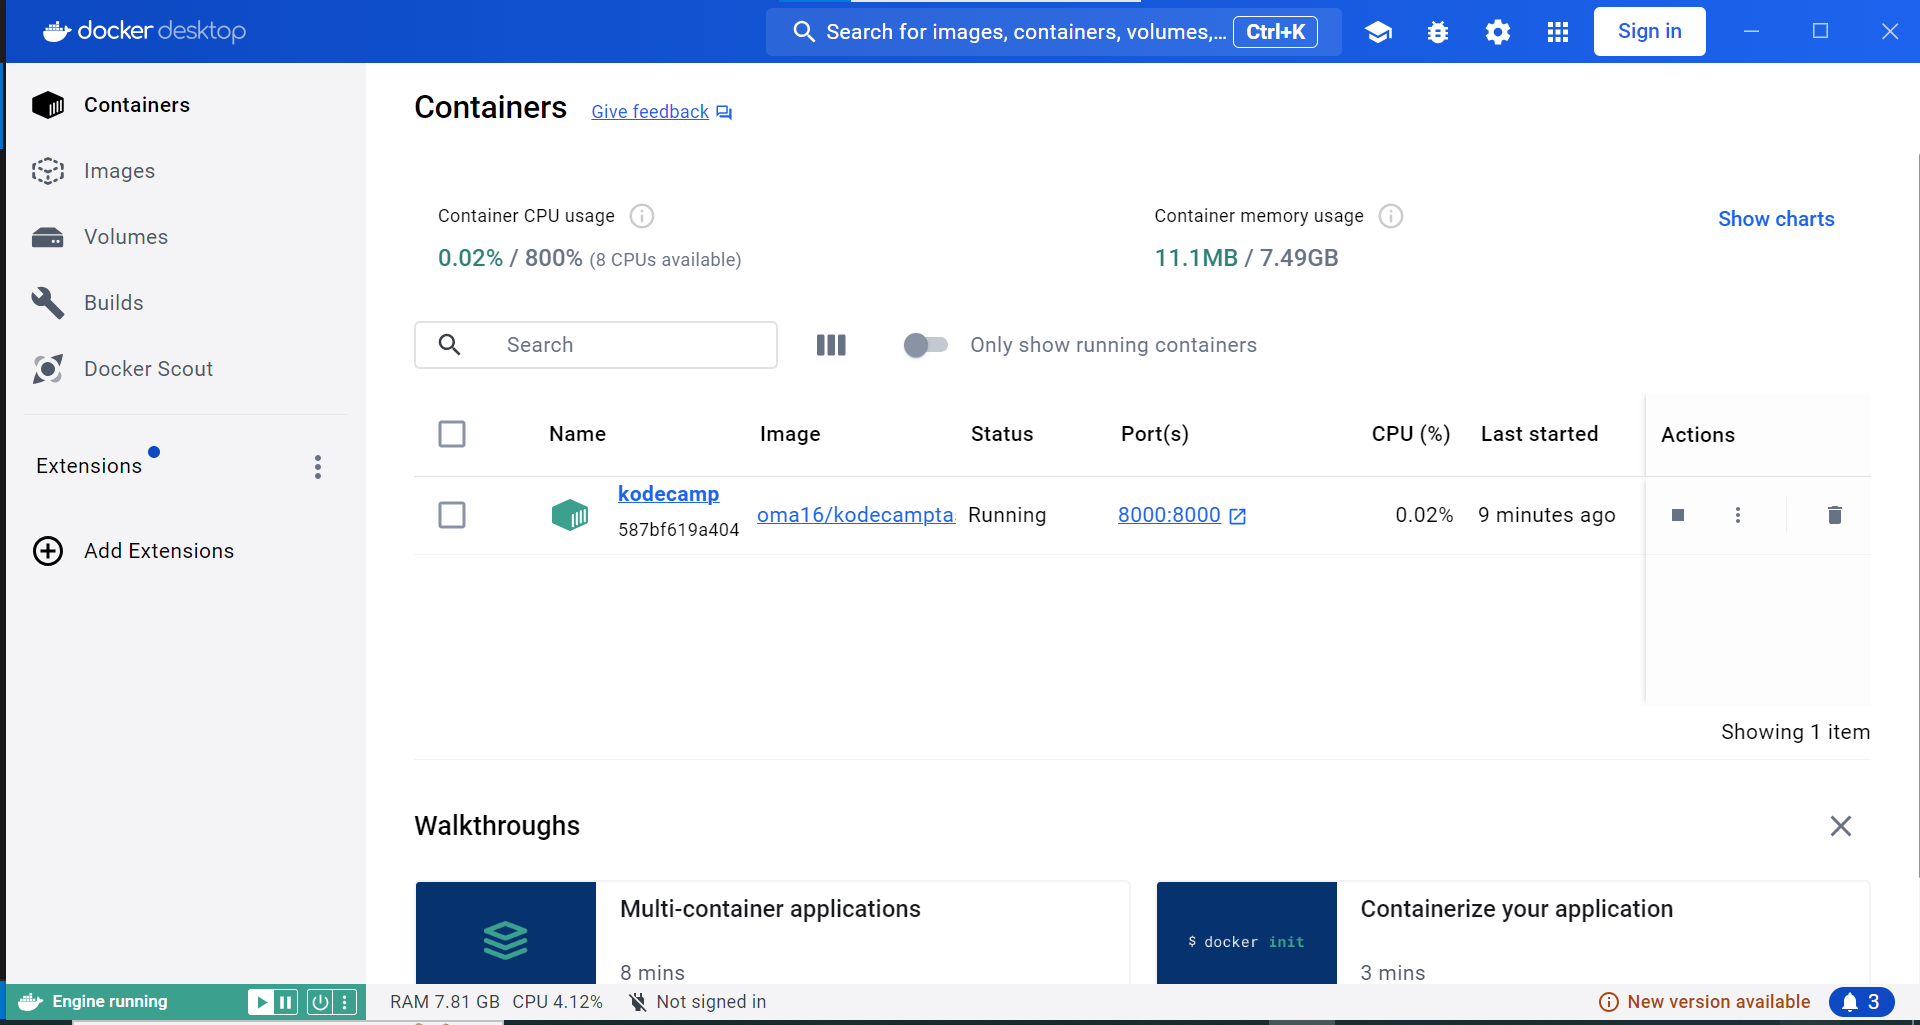 docker desktop
Search for images, containers, volumes,... Ctrl+K
Sign in
Containers
Images
Volumes
Builds
Docker Scout
Extensions
Add Extensions
Containers Give feedback
Container CPU usage
0.02% / 800% (8 CPUs available)
Container memory usage
11.1MB / 7.49GB
Show charts
Search
Only show running containers
Name Image Status Port(s) CPU (%) Last started Actions
kodecamp
587bf619a404
oma16/kodecampta
Running
8000:8000
0.02%
9 minutes ago
Showing 1 item
Walkthroughs
Multi-container applications
8 mins
$ docker init
Containerize your application
3 mins
Engine running
RAM 7.81 GB CPU 4.12% Not signed in
New version available
3